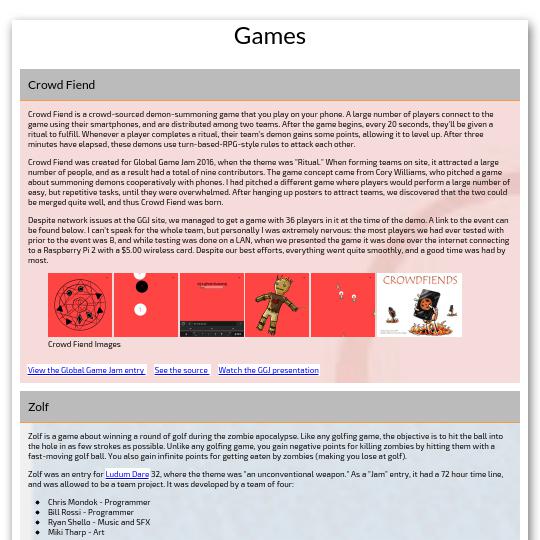 Games
Crowd Fiend
Crowd Fiend is a crowd-sourced demon-summoning game that you play on your phone. A large number of players connect to the
game using their smartphones, and are distributed among two teams. After the game begins, every 20 seconds, they'll be given a
ritual to fulfill. Whenever a player completes a ritual, their team's demon gains some points, allowing it to level up. After three
minutes have elapsed, these demons use turn-based-RPG-style rules to attack each other.
Crowd Fiend was created for Global Game Jam 2016, when the theme was "Ritual." When forming teams on site, it attracted a large
number of people, and as a result had a total of nine contributors. The game concept came from Cory Williams, who pitched a game
about summoning demons cooperatively with phones. I had pitched a different game where players would perform a large number of
easy, but repetitive tasks, until they were overwhelmed. After hanging up posters to attract teams, we discovered that the two could
be merged quite well, and thus Crowd Fiend was born.
Despite network issues at the GGJ site, we managed to get a game with 36 players in it at the time of the demo. A link to the event can
be found below. I can't speak for the whole team, but personally I was extremely nervous: the most players we had ever tested with
prior to the event was 8, and while testing was done on a LAN, when we presented the game it was done over the internet connecting
to a Raspberry Pi 2 with a $5.00 wireless card. Despite our best efforts, everything went quite smoothly, and a good time was had by
most.
CROWDFIENDS
Crowd Fiend Images
View the Global Game Jam entry See the source Watch the GGJ presentation
Zolf
Zolf is a game about winning a round of golf during the zombie apocalypse. Like any golfing game, the objective is to hit the ball into
the hole in as few strokes as possible. Unlike any golfing game, you gain negative points for killing zombies by hitting them with a
fast-moving golf ball. You also gain infinite points for getting eaten by zombies (making you lose at golf).
Zolf was an entry for Ludum Dare 32, where the theme was "an unconventional weapon." As a "Jam" entry, it had a 72 hour time line,
and was allowed to be a team project. It was developed by a team of four:
Chris Mondok - Programmer
Bill Rossi - Programmer
Ryan Shello - Music and SFX
Miki Tharp - Art